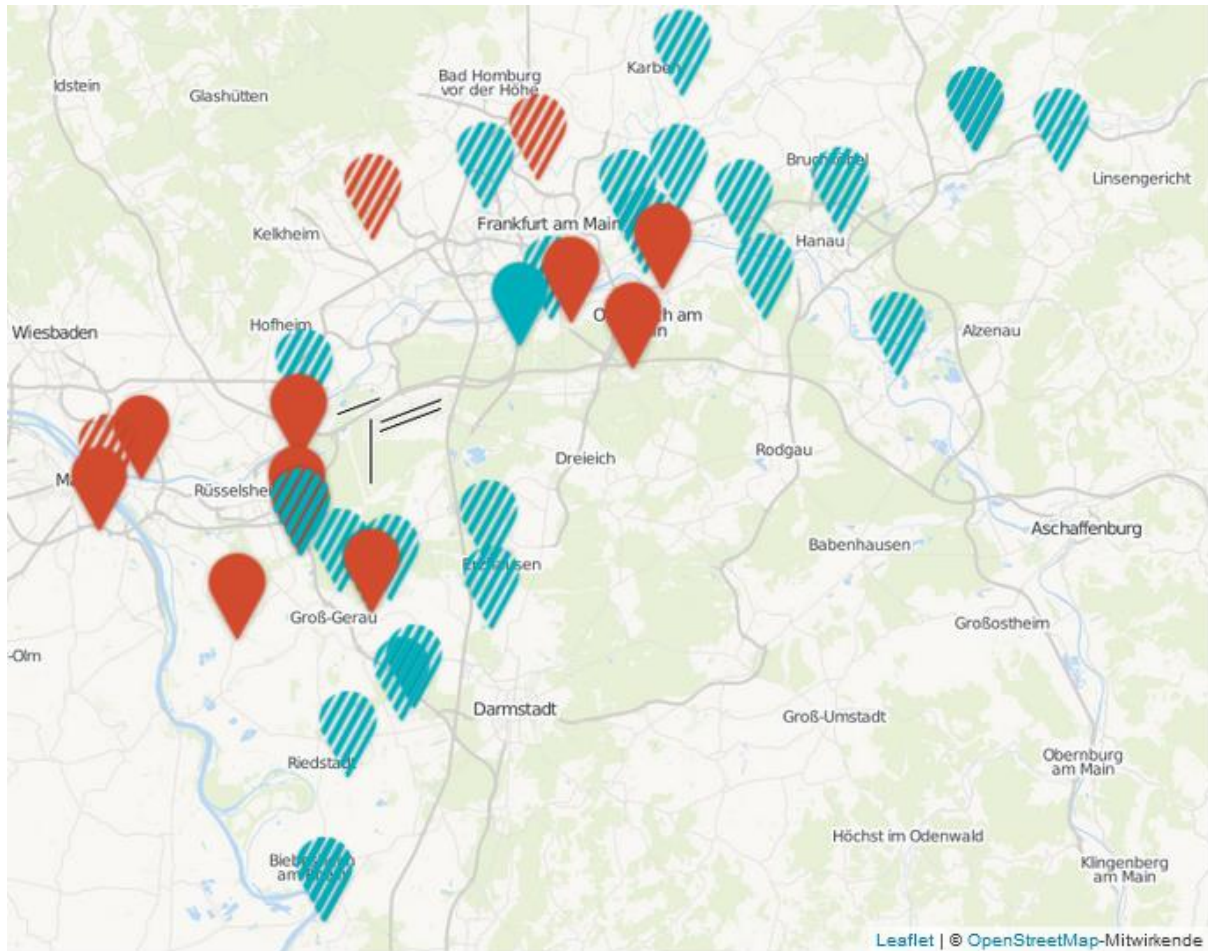 Karben
Bad Homburg
vor der Höhe
Idstein
Glashütten
Linsengericht
Kelkheim
Frankfurt am Main
Hanau
Hofheim
am
Wiesbaden
Alzenau
Dreieich
Rodgau
Aschaffenburg
Babenhausen
Groß-Gerau
Großostheim
-Olm
Darmstadt
Groß-Umstadt
Riedstadt
Obernburg
am Main
Höchst im Odenwald
Klingenberg
am Main
Leaflet | © OpenStreetMap-Mitwirkende